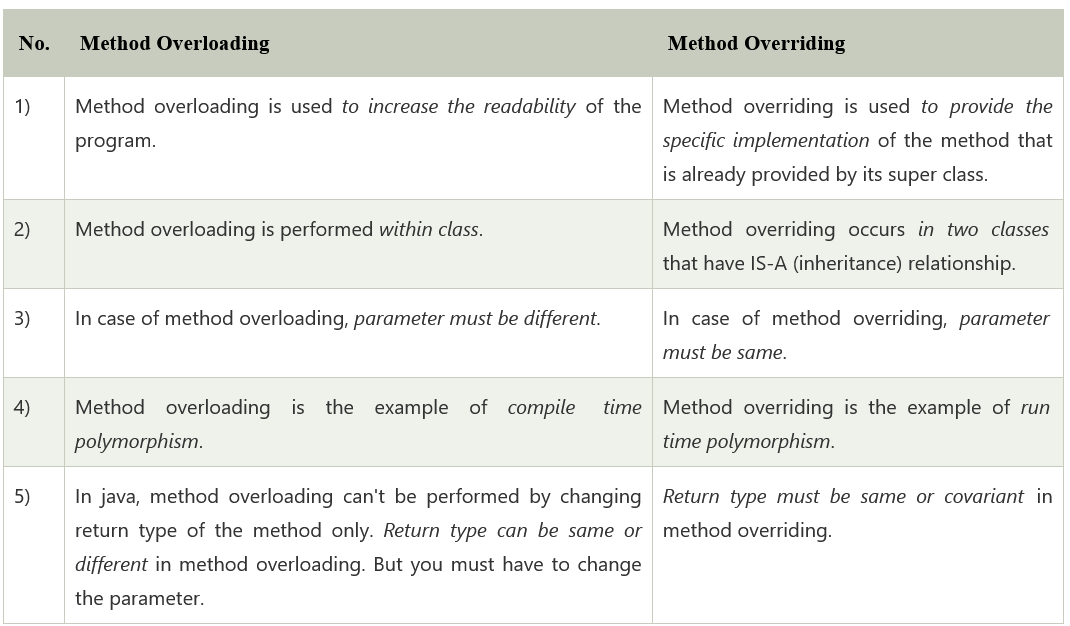 No. Method Overloading Method Overriding
1) Method overloading is used to increase the readability of the
program.
Method overriding is used to provide the
specific implementation of the method that
is already provided by its super class.
2) Method overloading is performed within class.
Method overriding occurs in two classes
that have IS-A (inheritance) relationship.
3) In case of method overloading, parameter must be different.
In case of method overriding, parameter
must be same.
4) Method overloading is the example of compile time
polymorphism.
Method overriding is the example of run
time polymorphism.
5) In java, method overloading can't be performed by changing
return type of the method only. Return type can be same or
different in method overloading. But you must have to change
the parameter.
Return type must be same or covariant in
method overriding.